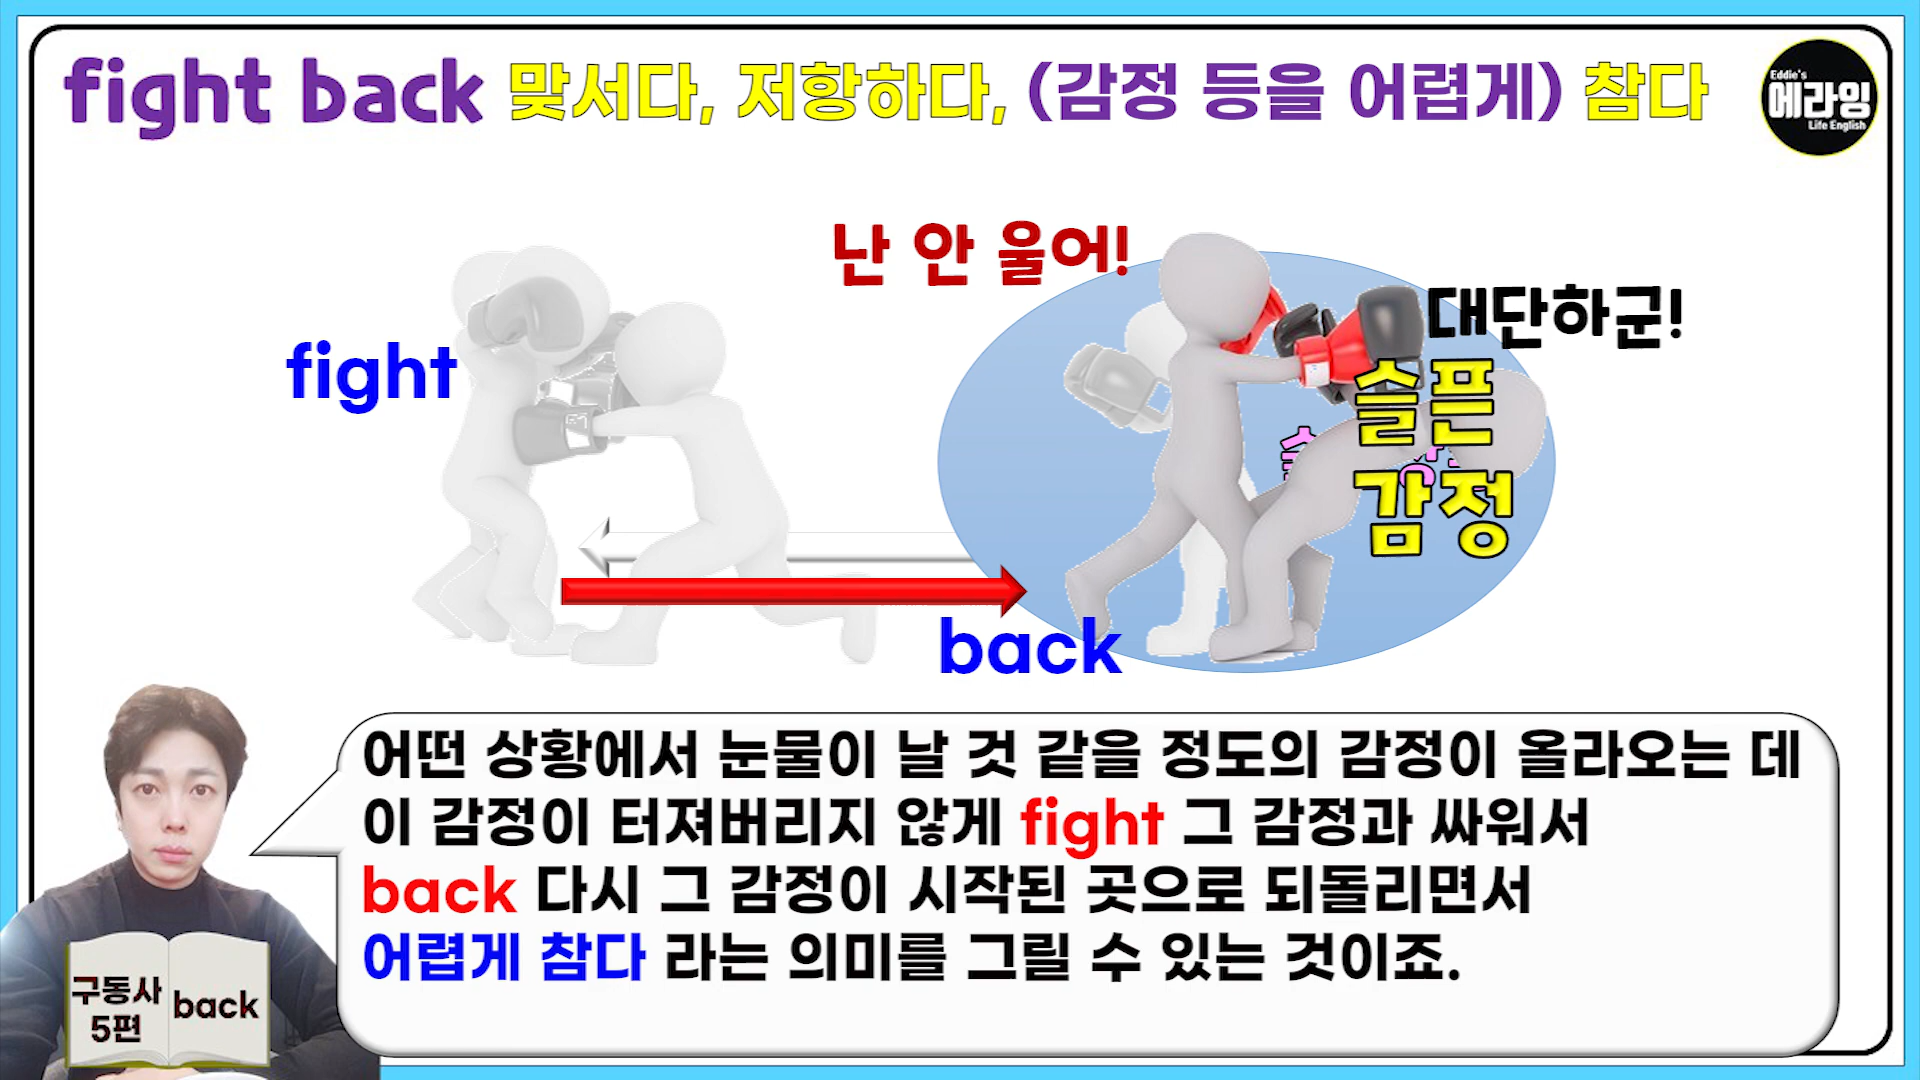 fight back 맞서다, 저항하다, (감정 등을 어렵게) 참다
Eddie's
에라잉
Life English
난 안 울어!
대단하군!
fight
슬픈
감정
back
어떤 상황에서 눈물이 날 것 같을 정도의 감정이 올라오는 데
이 감정이 터져버리지 않게 fight 그 감정과 싸워서
back 다시 그 감정이 시작된 곳으로 되돌리면서
어렵게 참다 라는 의미를 그릴 수 있는 것이죠.
구동사
5편
back